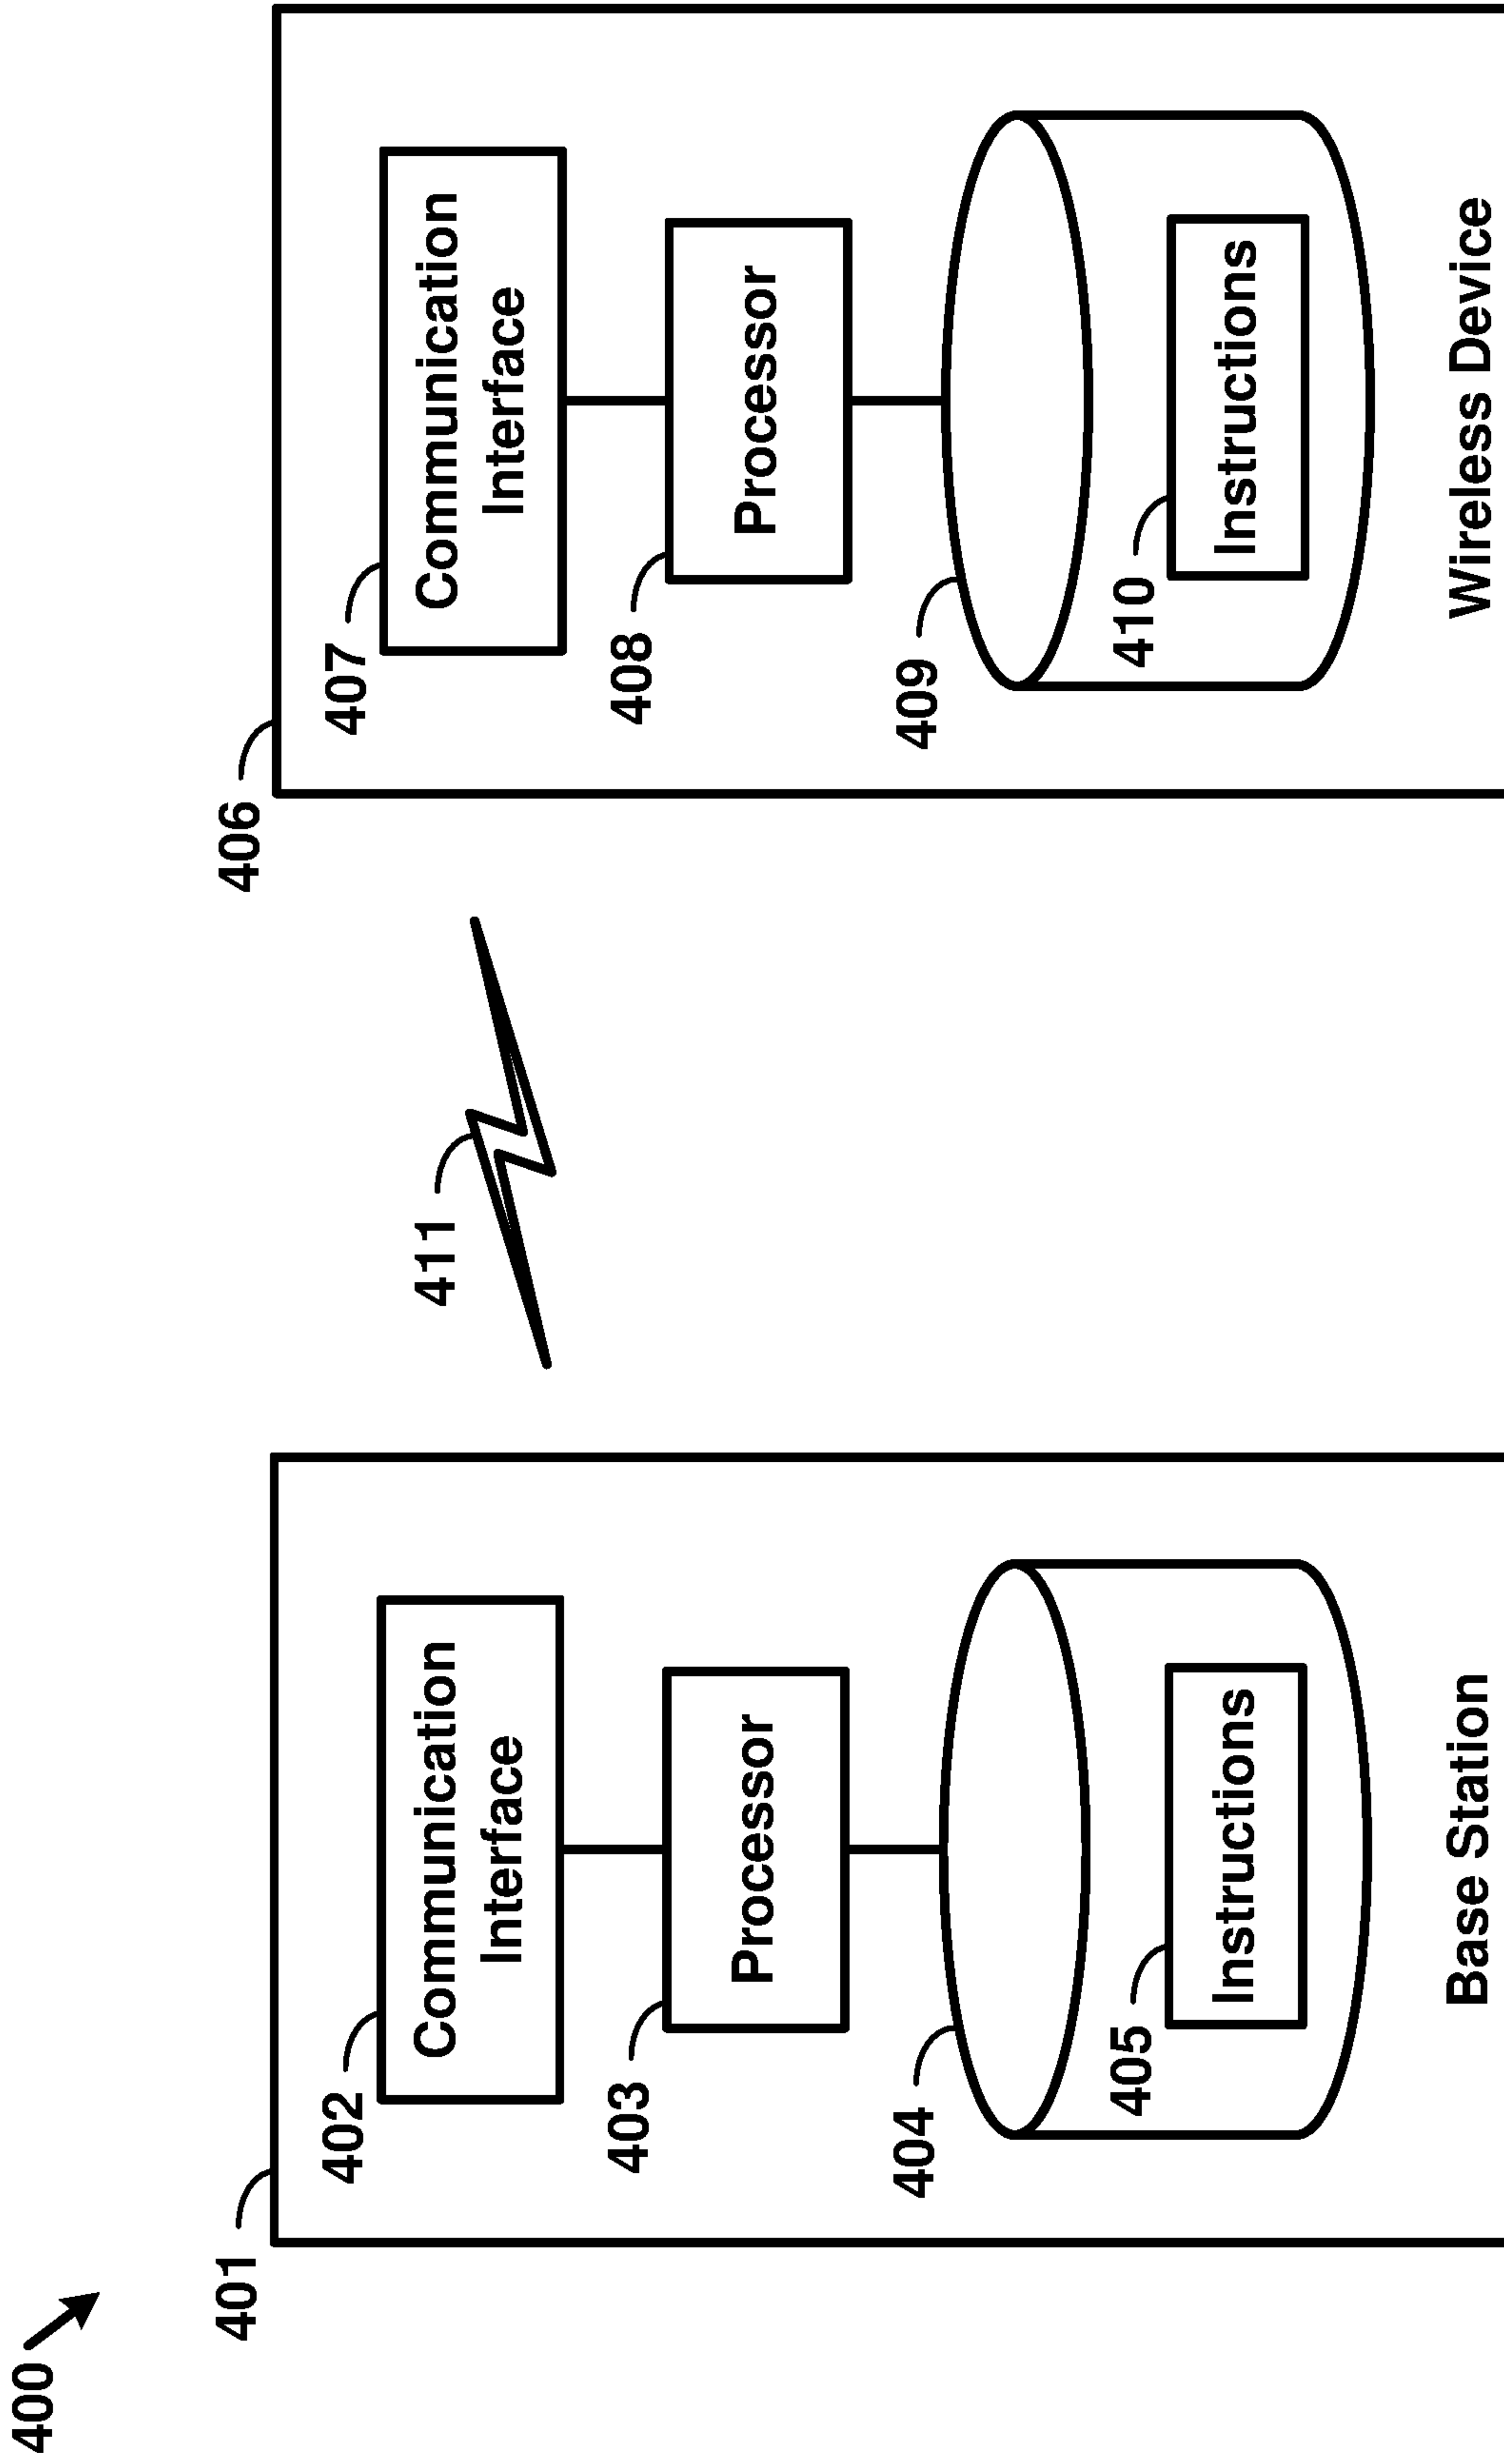 400
401
402
Communication
Interface
403
Processor
404
405
Instructions
Base Station
411
406
407
Communication
Interface
408
Processor
409
410
Instructions
Wireless Device